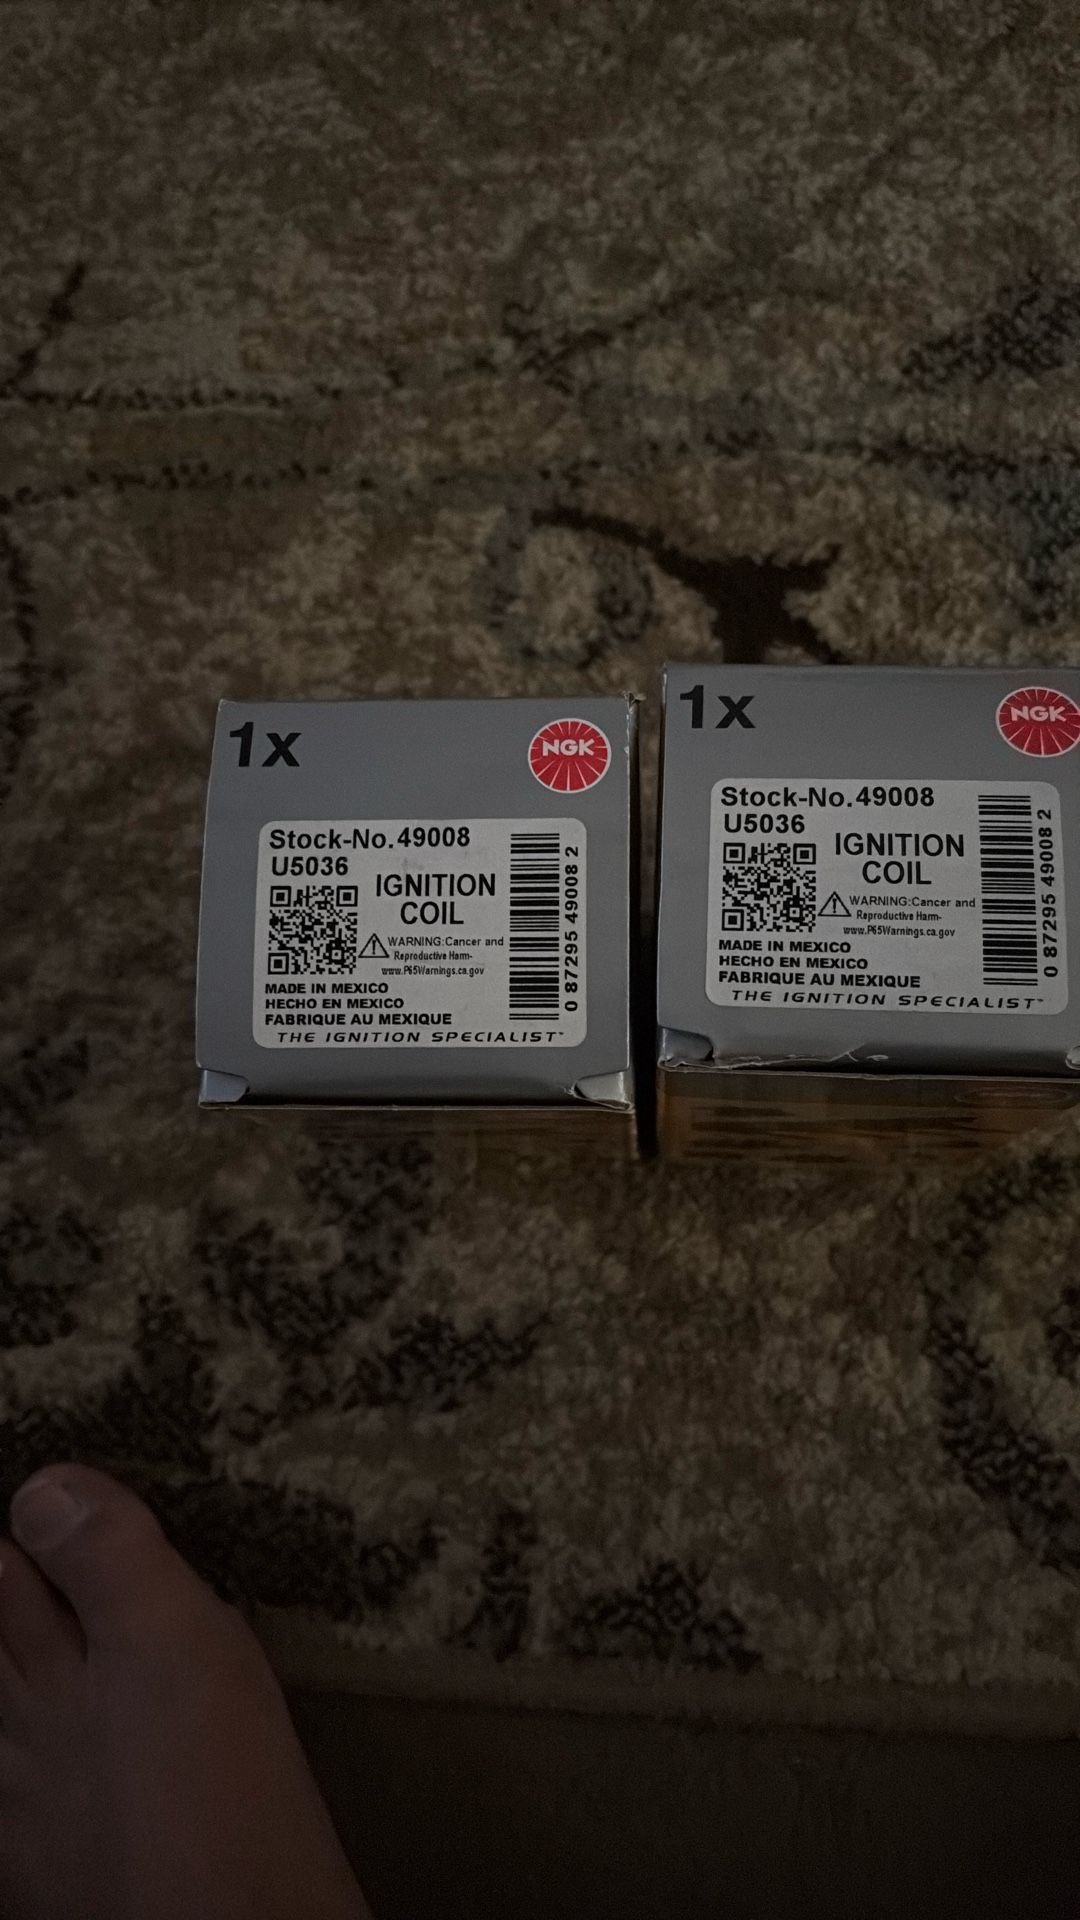 1x
NGK
Stock-No.49008
U5036
IGNITION
COIL
WARNING:Cancer and
Reproductive Harm-
www.P65Warnings.ca.gov
MADE IN MEXICO
HECHO EN MEXICO
FABRIQUE AU MEXIQUE
THE IGNITION SPECIALIST™
0 87295 49008 2
1x
NGK
Stock-No.49008
U5036
IGNITION
COIL
WARNING:Cancer and
Reproductive Harm-
www.P65Warnings.ca.gov
MADE IN MEXICO
HECHO EN MEXICO
FABRIQUE AU MEXIQUE
THE IGNITION SPECIALIST™
0 87295 49008 2